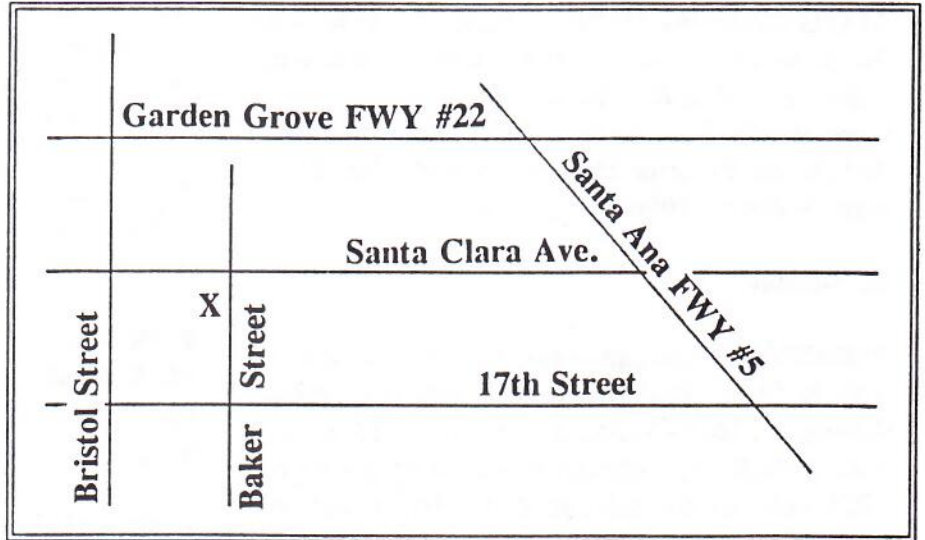 Garden Grove FWY #22
Santa Ana FWY #5
Santa Clara Ave.
X
Bristol Street
Baker Street
17th Street